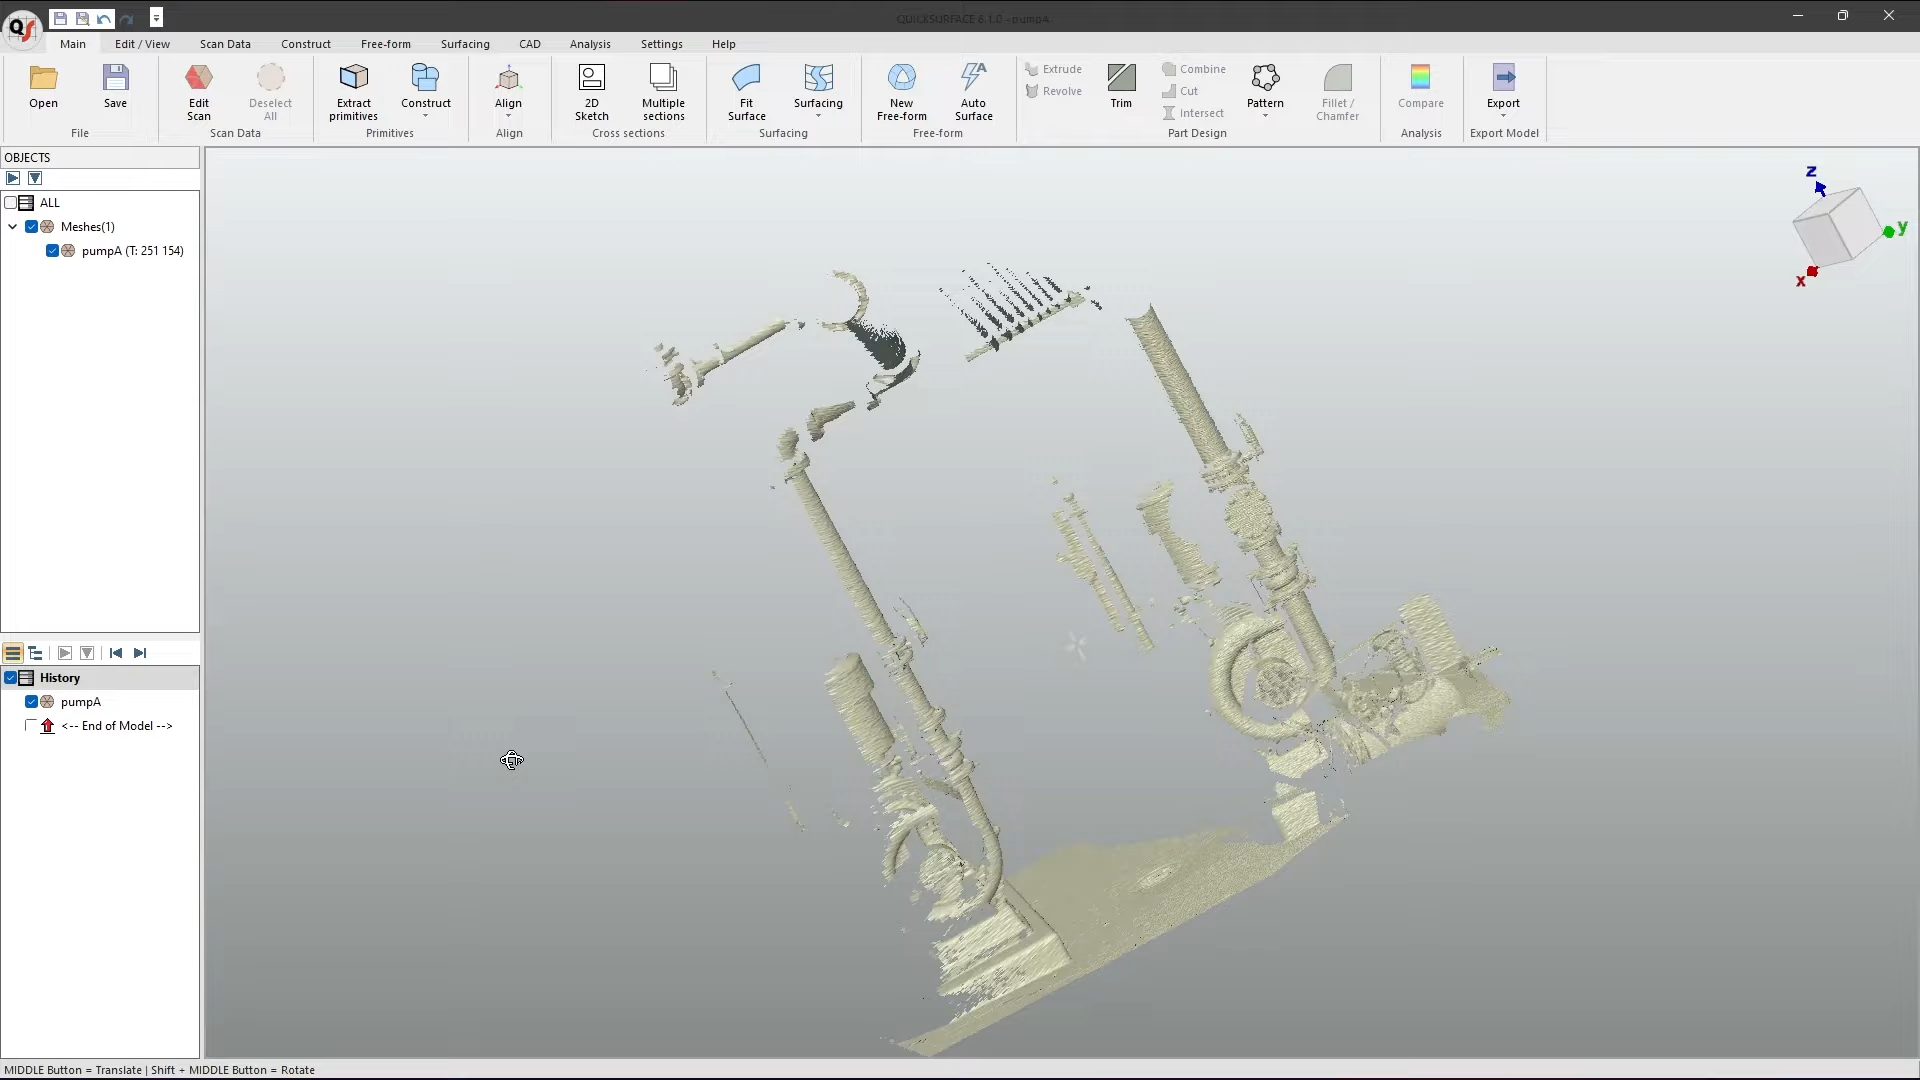 QS
QUICKSURFACE 6.1.0 - pumpA
Main Edit / View Scan Data Construct Free-form Surfacing CAD Analysis Settings Help
Open
Save
File
Edit
Scan
Deselect
All
Scan Data
Extract
primitives
Construct
Primitives
Align
Align
2D
Sketch
Multiple
sections
Cross sections
Fit
Surface
Surfacing
Surfacing
New
Free-form
Auto
Surface
Free-form
Extrude
Revolve
Trim
Combine
Cut
Intersect
Pattern
Fillet /
Chamfer
Part Design
Compare
Analysis
Export
Export Model
OBJECTS
ALL
Meshes(1)
pumpA (T: 251 154)
History
pumpA
<-- End of Model -->
z
y
x
MIDDLE Button = Translate | Shift + MIDDLE Button = Rotate